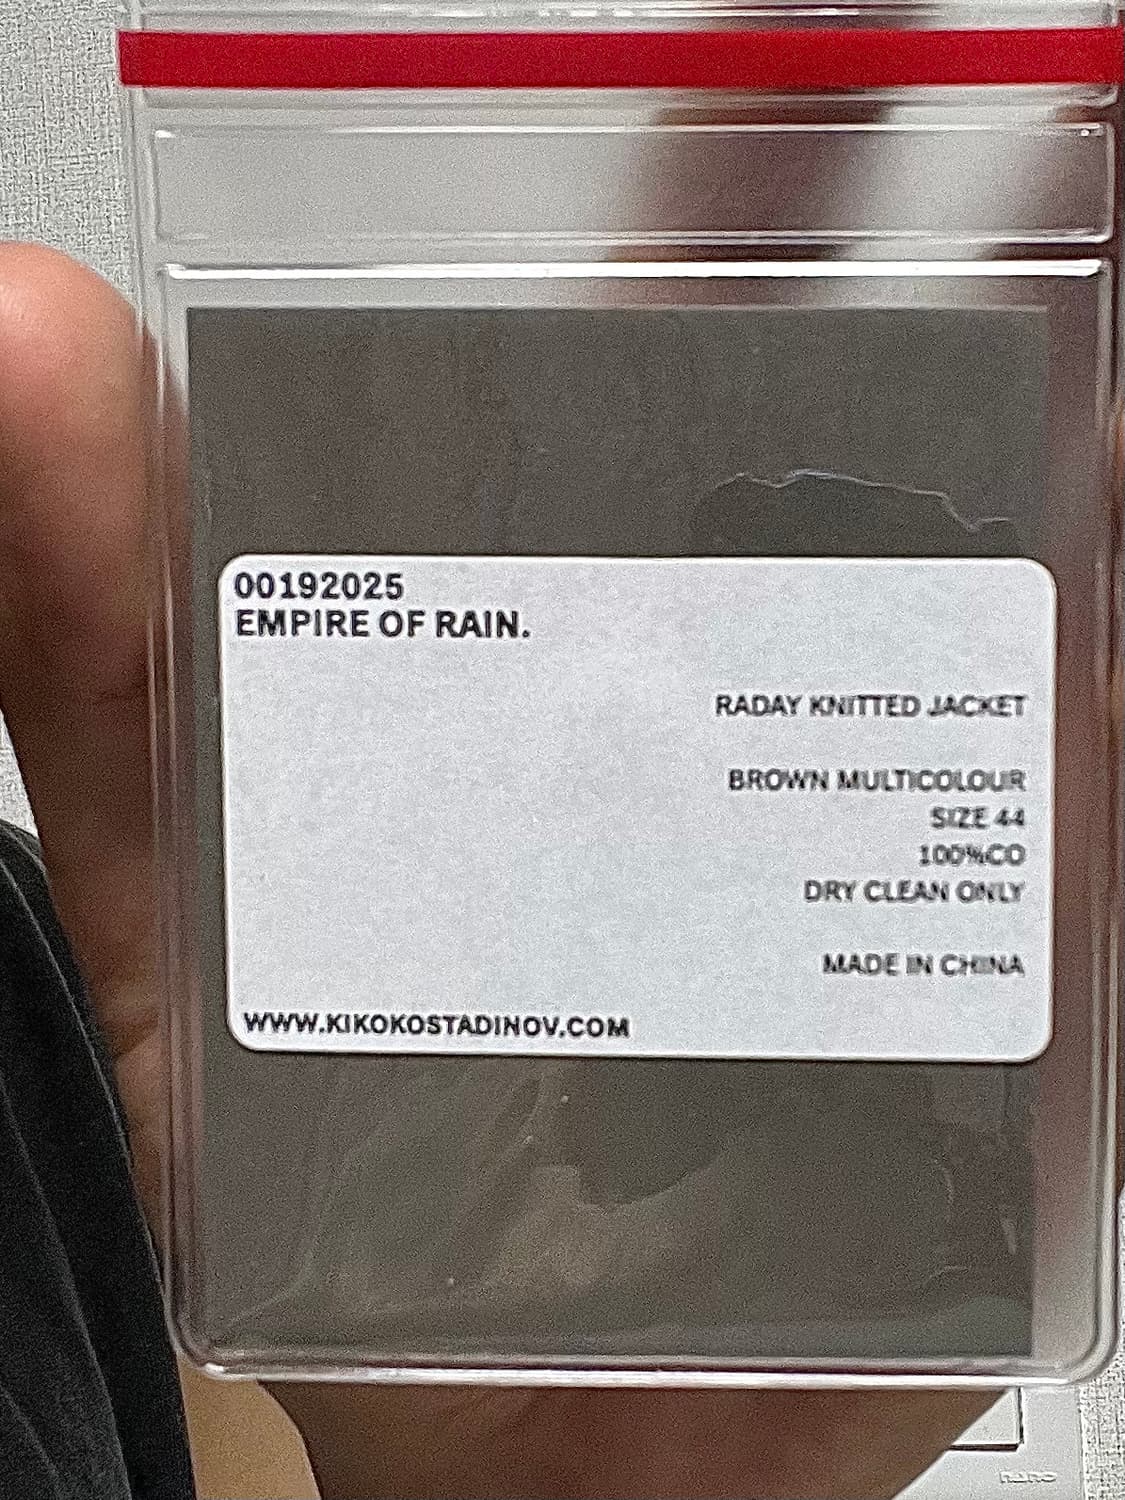 00192025
EMPIRE OF RAIN.
RADAY KNITTED JACKET
BROWN MULTICOLOUR
SIZE 44
100%CO
DRY CLEAN ONLY
MADE IN CHINA
WWW.KIKOKOSTADINOV.COM